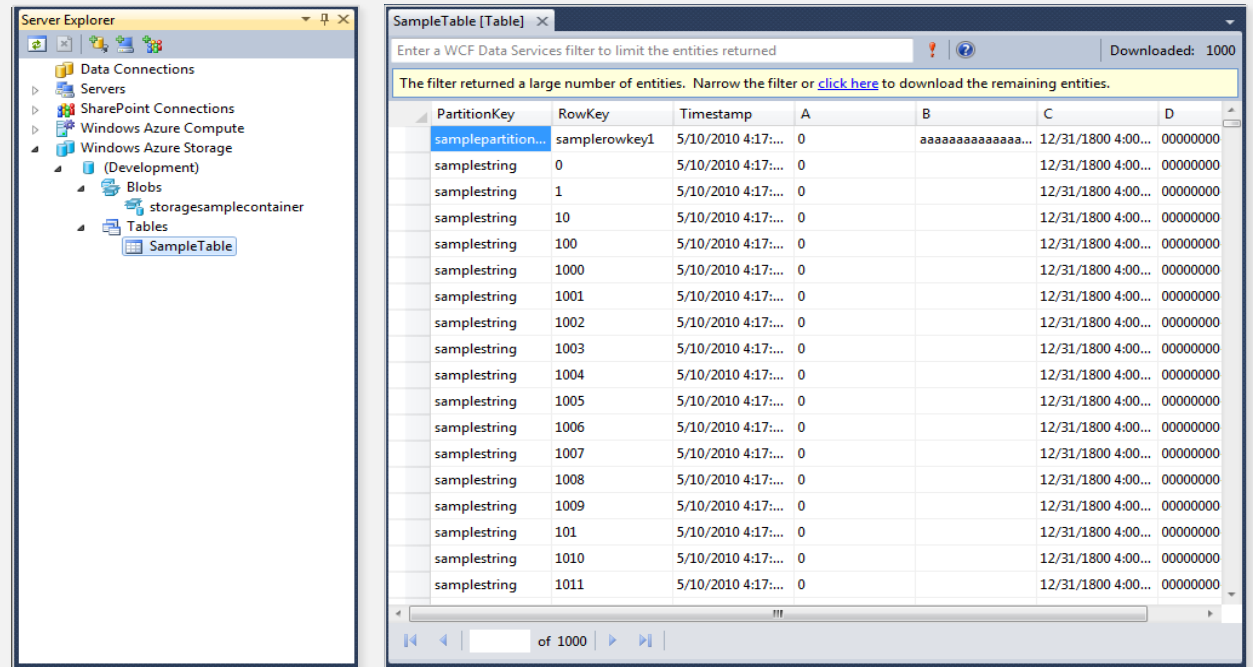 Server Explorer
Data Connections
Servers
SharePoint Connections
Windows Azure Compute
Windows Azure Storage
(Development)
Blobs
storagesamplecontainer
Tables
SampleTable
SampleTable [Table]
Enter a WCF Data Services filter to limit the entities returned Downloaded: 1000
The filter returned a large number of entities. Narrow the filter or click here to download the remaining entities.
PartitionKey RowKey Timestamp A B C D
samplepartition... samplerowkey1 5/10/2010 4:17:... 0 aaaaaaaaaaaaaa... 12/31/1800 4:00... 00000000
samplestring 0 5/10/2010 4:17:... 0 12/31/1800 4:00... 00000000
samplestring 1 5/10/2010 4:17:... 0 12/31/1800 4:00... 00000000
samplestring 10 5/10/2010 4:17:... 0 12/31/1800 4:00... 00000000
samplestring 100 5/10/2010 4:17:... 0 12/31/1800 4:00... 00000000
samplestring 1000 5/10/2010 4:17:... 0 12/31/1800 4:00... 00000000
samplestring 1001 5/10/2010 4:17:... 0 12/31/1800 4:00... 00000000
samplestring 1002 5/10/2010 4:17:... 0 12/31/1800 4:00... 00000000
samplestring 1003 5/10/2010 4:17:... 0 12/31/1800 4:00... 00000000
samplestring 1004 5/10/2010 4:17:... 0 12/31/1800 4:00... 00000000
samplestring 1005 5/10/2010 4:17:... 0 12/31/1800 4:00... 00000000
samplestring 1006 5/10/2010 4:17:... 0 12/31/1800 4:00... 00000000
samplestring 1007 5/10/2010 4:17:... 0 12/31/1800 4:00... 00000000
samplestring 1008 5/10/2010 4:17:... 0 12/31/1800 4:00... 00000000
samplestring 1009 5/10/2010 4:17:... 0 12/31/1800 4:00... 00000000
samplestring 101 5/10/2010 4:17:... 0 12/31/1800 4:00... 00000000
samplestring 1010 5/10/2010 4:17:... 0 12/31/1800 4:00... 00000000
samplestring 1011 5/10/2010 4:17:... 0 12/31/1800 4:00... 00000000
of 1000